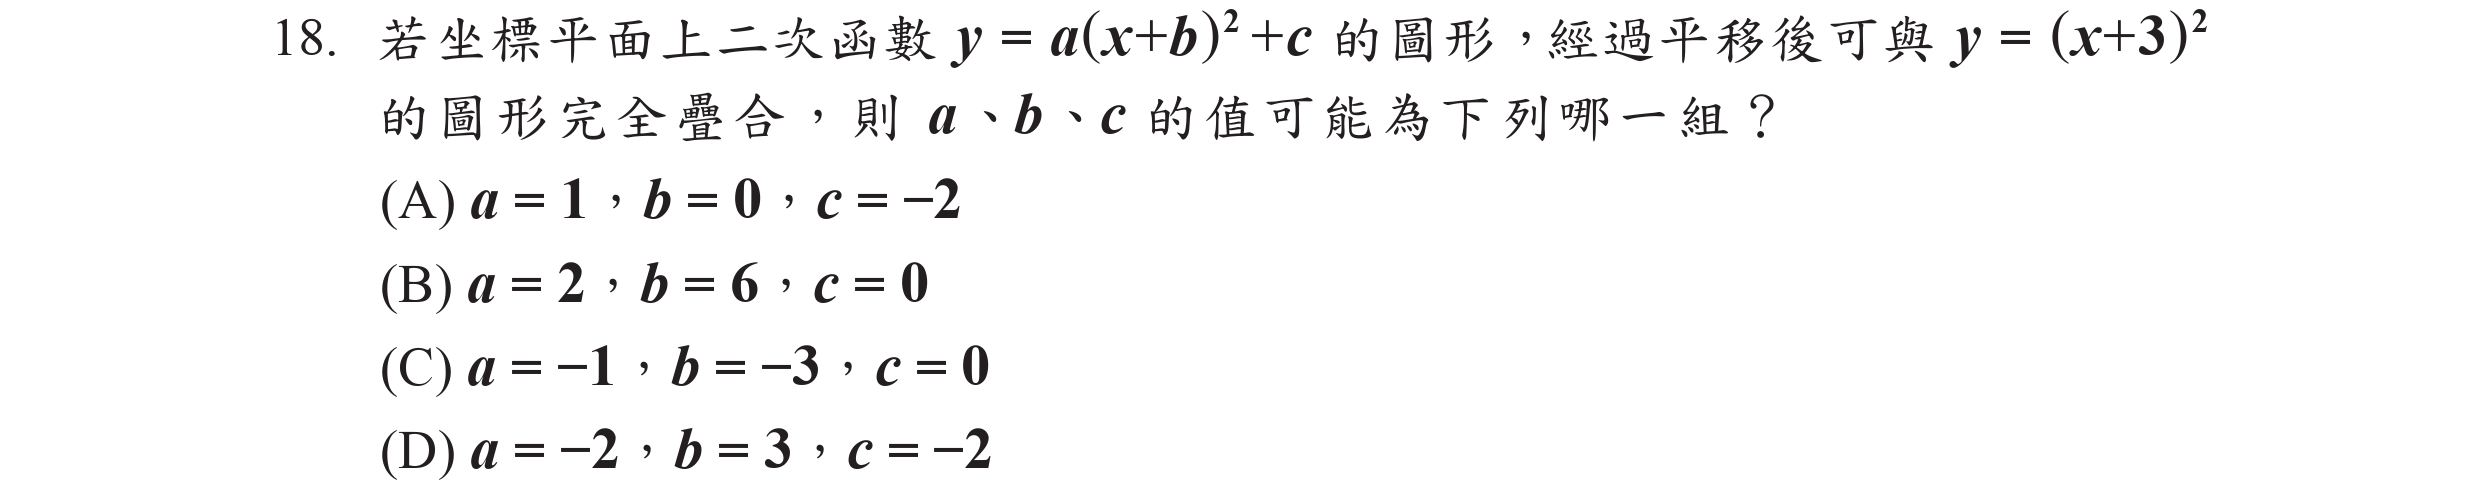 18. 若坐標平面上二次函數 y = a(x+b)² +c 的圖形，經過平移後可與 y = (x+3)²
的圖形完全疊合，則 a、b、c 的值可能為下列哪一組？
(A) a = 1，b = 0，c = −2
(B) a = 2，b = 6，c = 0
(C) a = −1，b = −3，c = 0
(D) a = −2，b = 3，c = −2